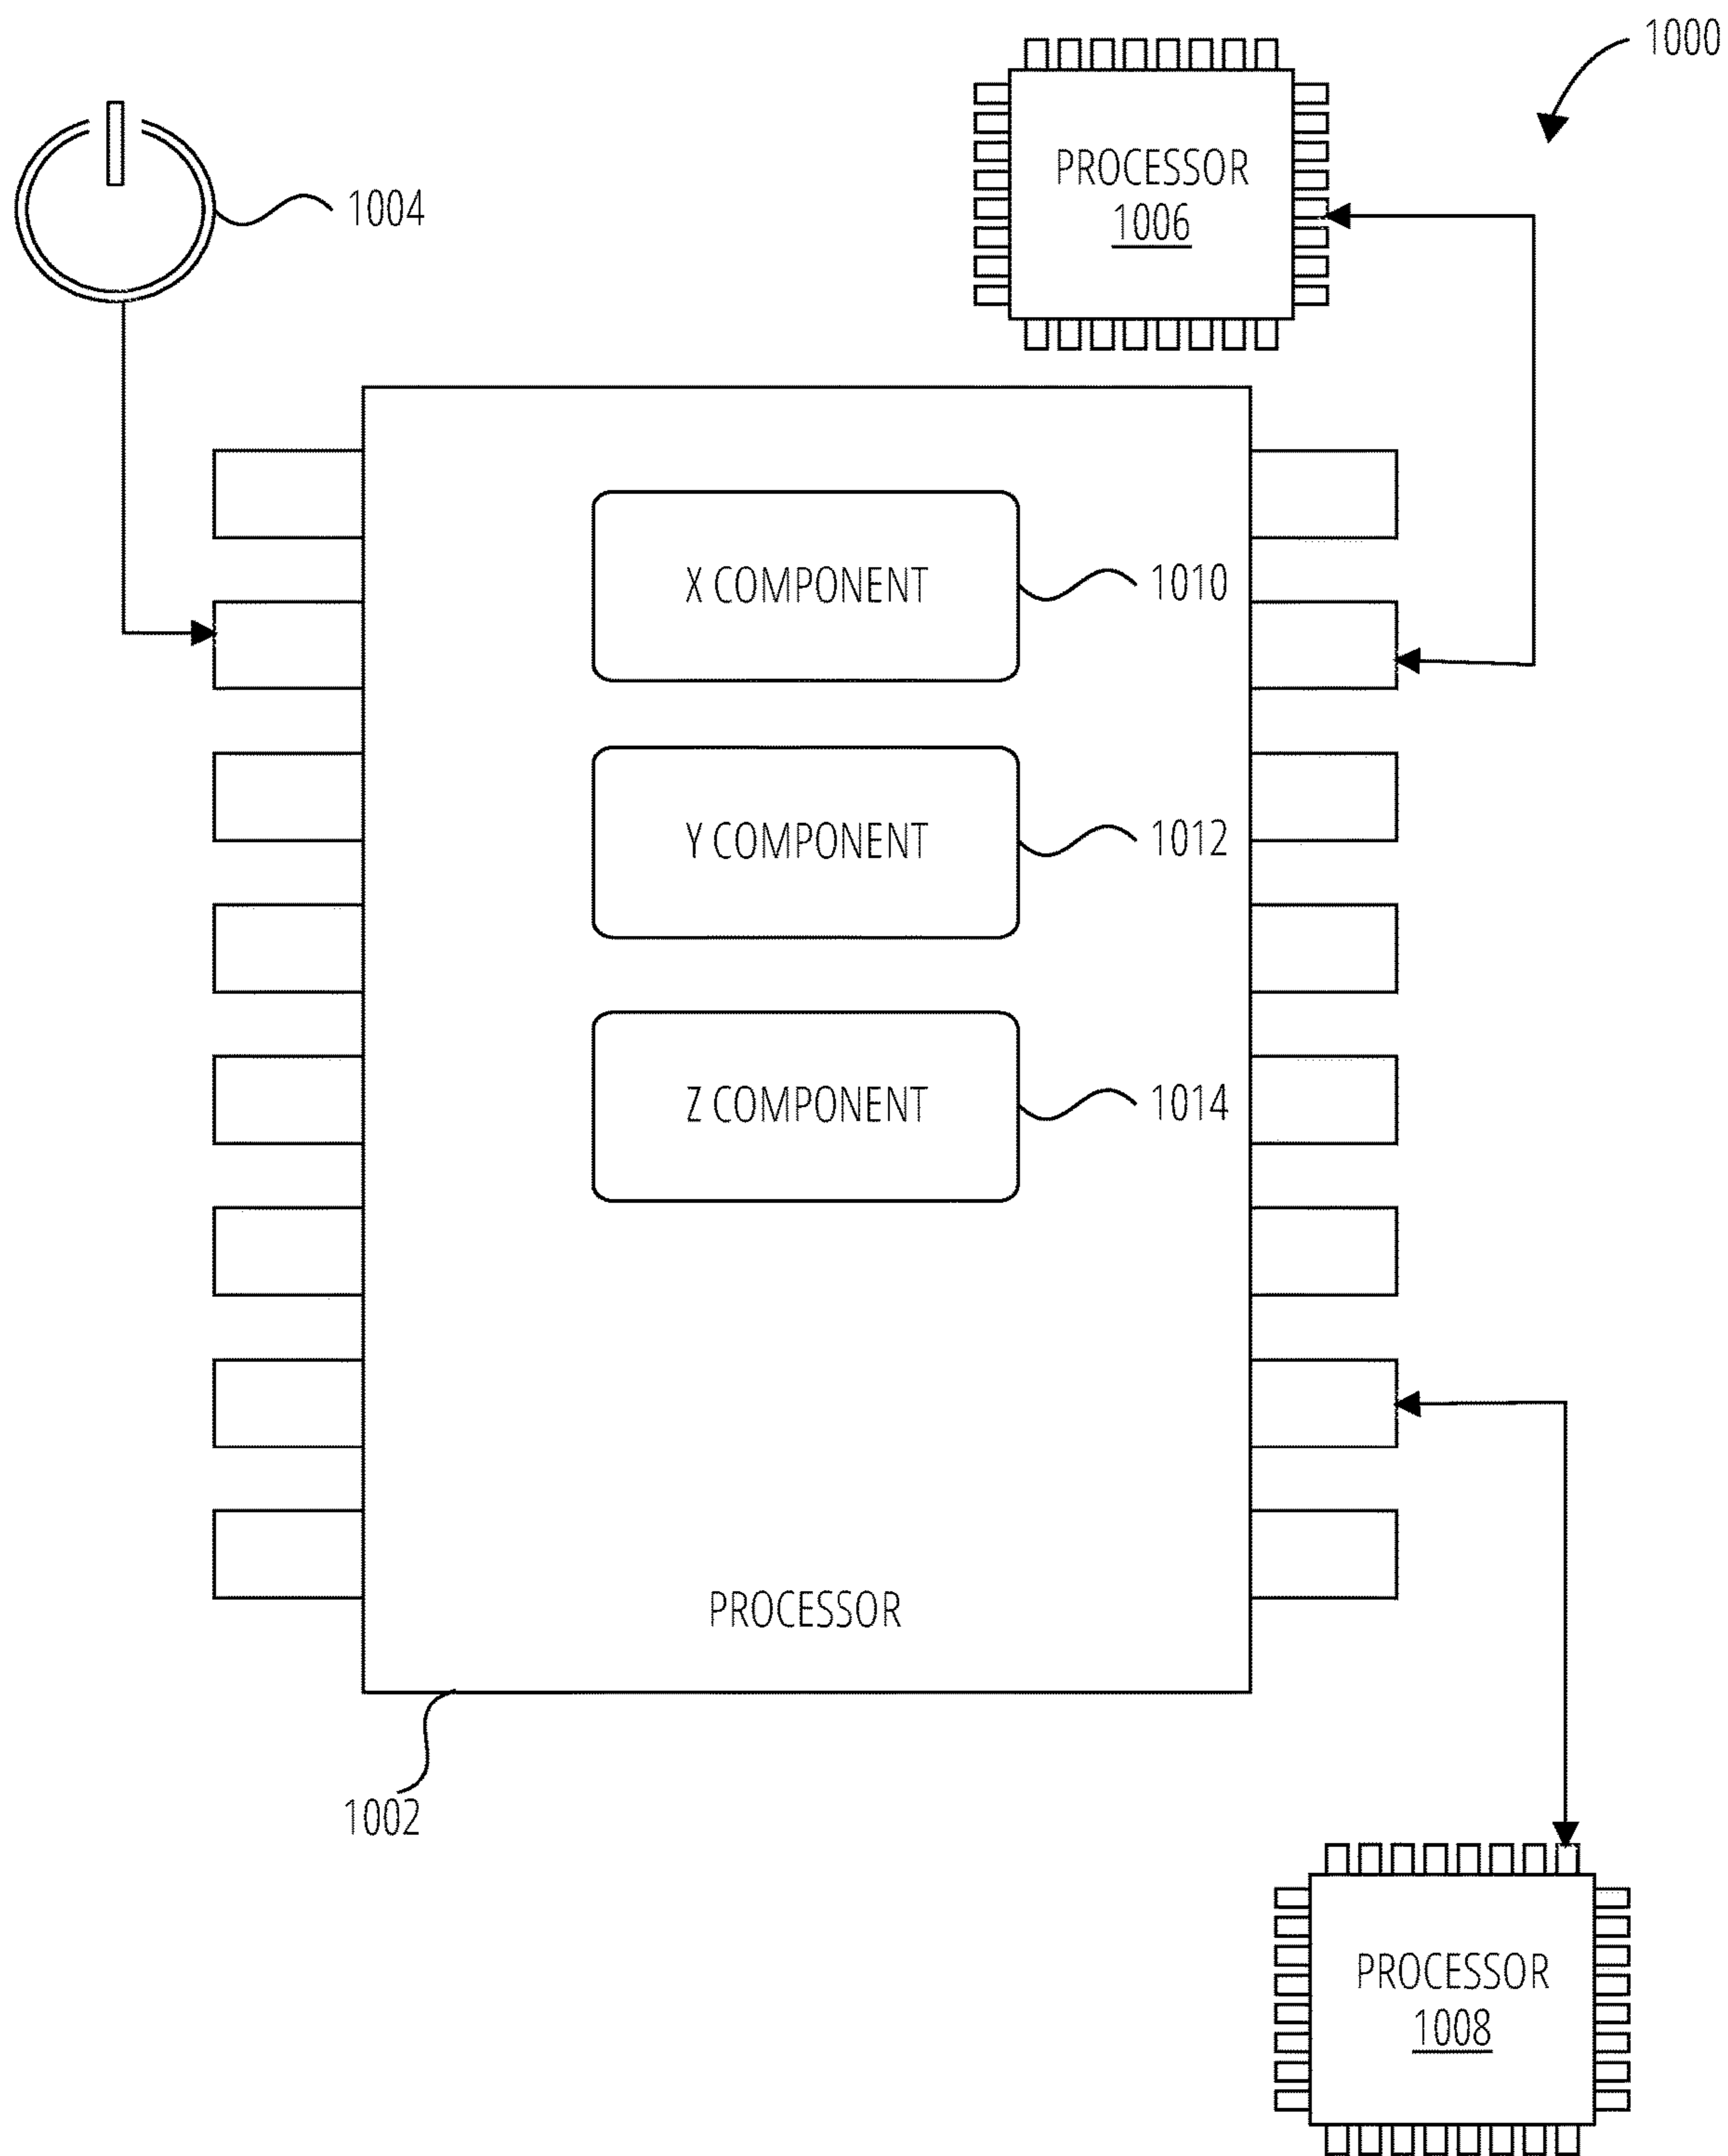 1000
PROCESSOR
1006
1004
X COMPONENT
1010
Y COMPONENT
1012
Z COMPONENT
1014
PROCESSOR
1002
PROCESSOR
1008